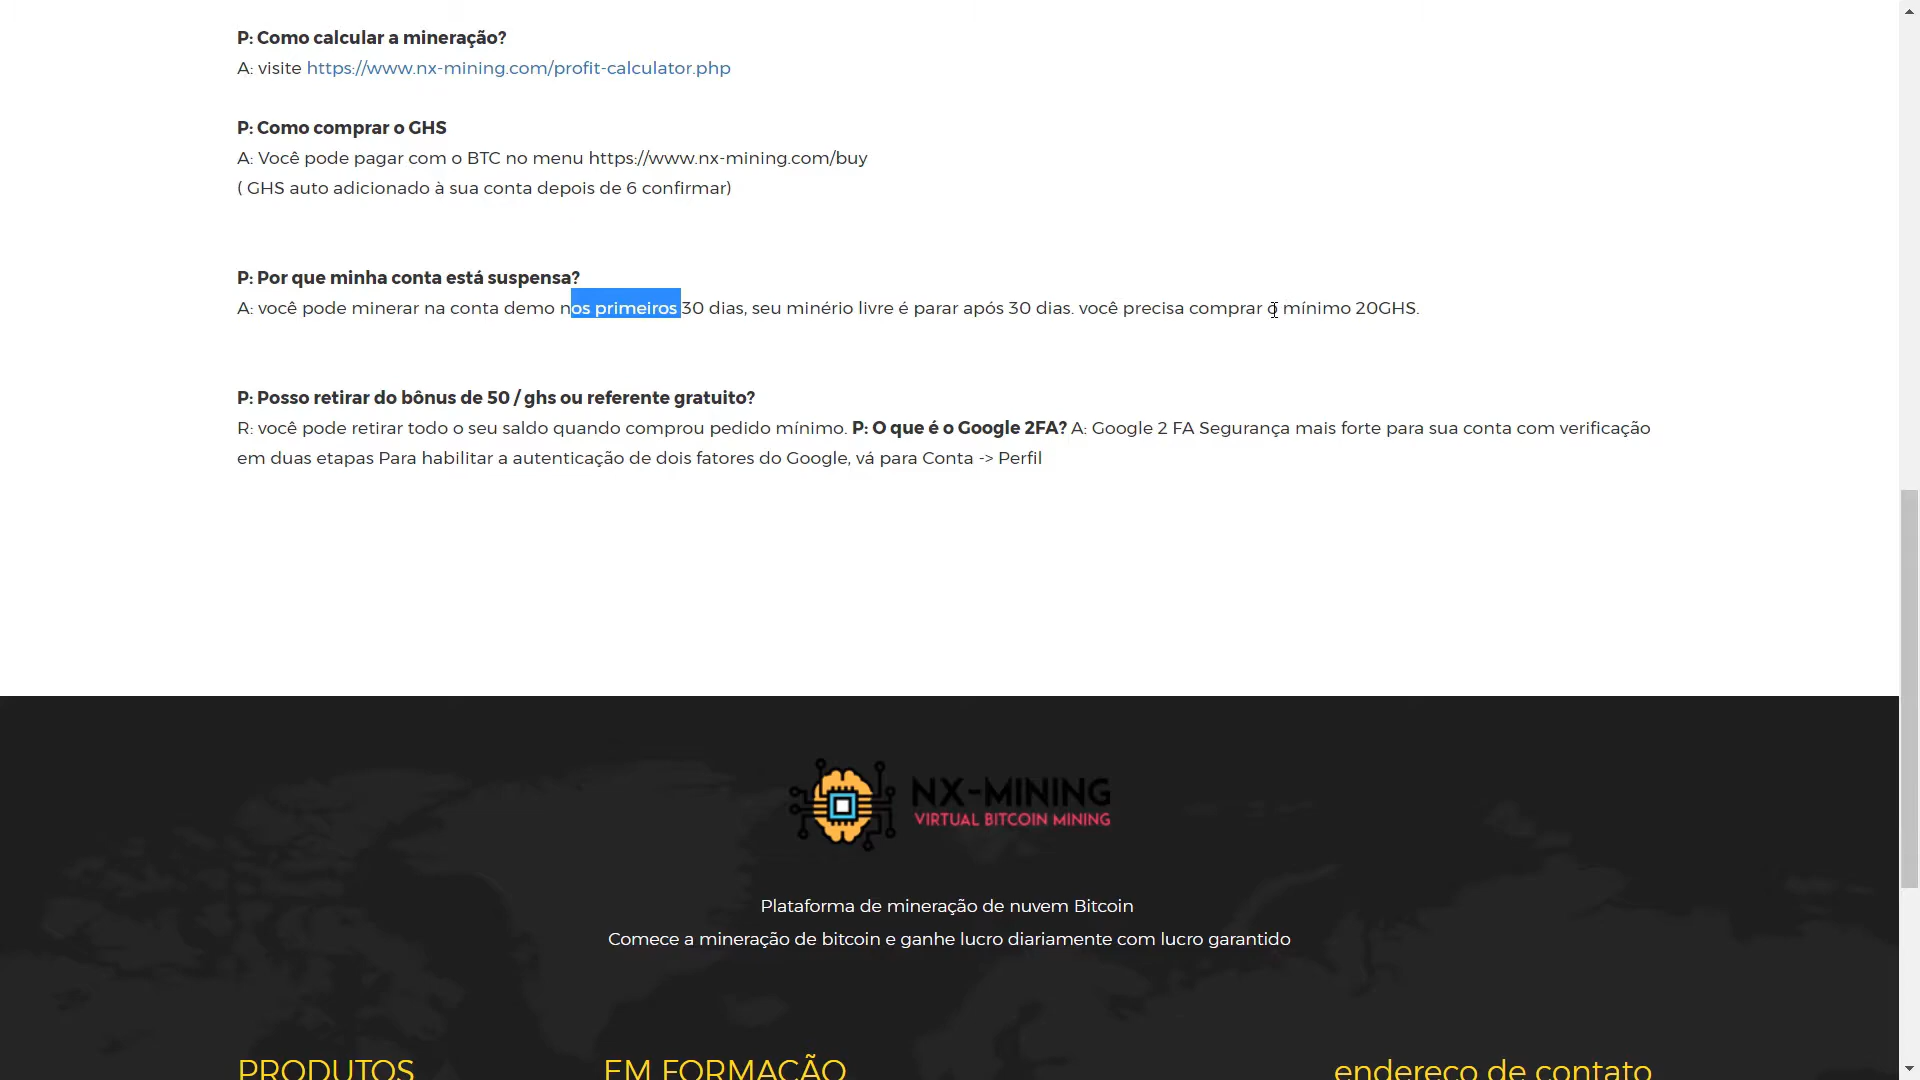 P: Como calcular a mineração?
A: visite https://www.nx-mining.com/profit-calculator.php
P: Como comprar o GHS
A: Você pode pagar com o BTC no menu https://www.nx-mining.com/buy
( GHS auto adicionado à sua conta depois de 6 confirmar)
P: Por que minha conta está suspensa?
A: você pode minerar na conta demo nos primeiros 30 dias, seu minério livre é parar após 30 dias. você precisa comprar o mínimo 20GHS.
P: Posso retirar do bônus de 50 / ghs ou referente gratuito?
R: você pode retirar todo o seu saldo quando comprou pedido mínimo. P: O que é o Google 2FA? A: Google 2 FA Segurança mais forte para sua conta com verificação
em duas etapas Para habilitar a autenticação de dois fatores do Google, vá para Conta -> Perfil
NX-MINING
VIRTUAL BITCOIN MINING
Plataforma de mineração de nuvem Bitcoin
Comece a mineração de bitcoin e ganhe lucro diariamente com lucro garantido
PRODUTOS
EM FORMAÇÃO
endereço de contato